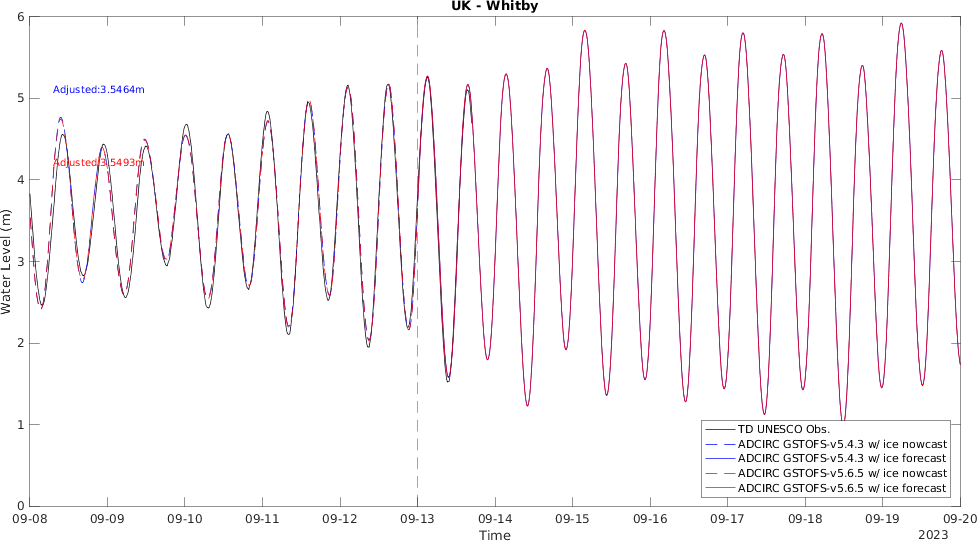 UK - Whitby
6
5
4
3
2
1
0
Water Level (m)
Adjusted:3.5464m
Adjusted:3.5493m
TD UNESCO Obs.
ADCIRC GSTOFS-v5.4.3 w/ ice nowcast
ADCIRC GSTOFS-v5.4.3 w/ ice forecast
ADCIRC GSTOFS-v5.6.5 w/ ice nowcast
ADCIRC GSTOFS-v5.6.5 w/ ice forecast
09-08 09-09 09-10 09-11 09-12 09-13 09-14 09-15 09-16 09-17 09-18 09-19 09-20
Time
2023